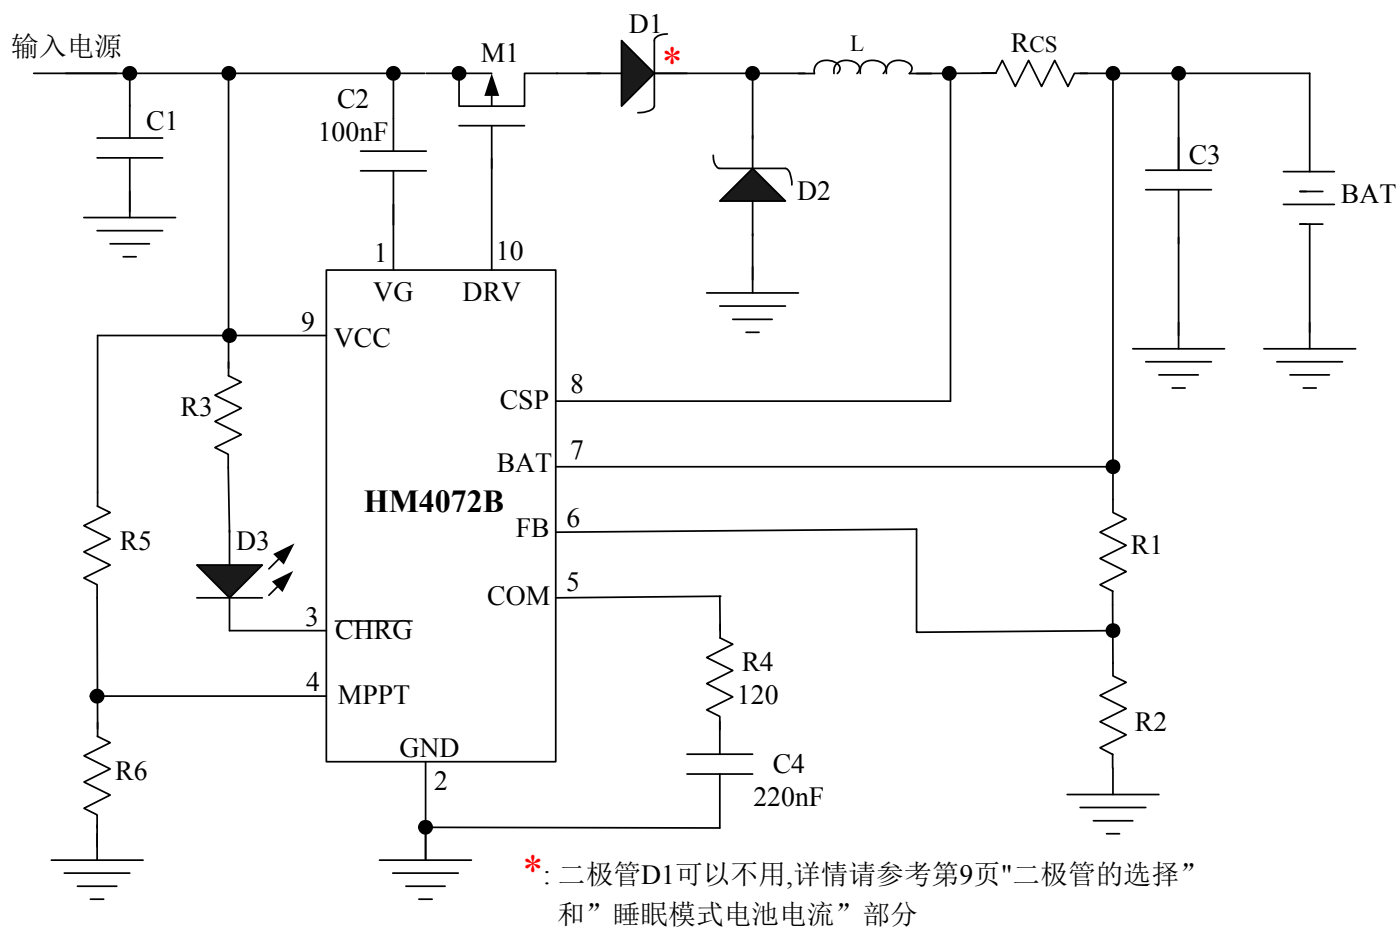 输入电源
C1
C2
100nF
M1
D1
*
L
RCS
C3
BAT
D2
1
10
VG
DRV
9
VCC
R3
8
CSP
7
BAT
HM4072B
6
FB
R1
R5
D3
5
COM
3
CHRG
R4
120
4
MPPT
R2
GND
2
R6
C4
220nF
*: 二极管D1可以不用,详情请参考第9页"二极管的选择”
和”睡眠模式电池电流”部分